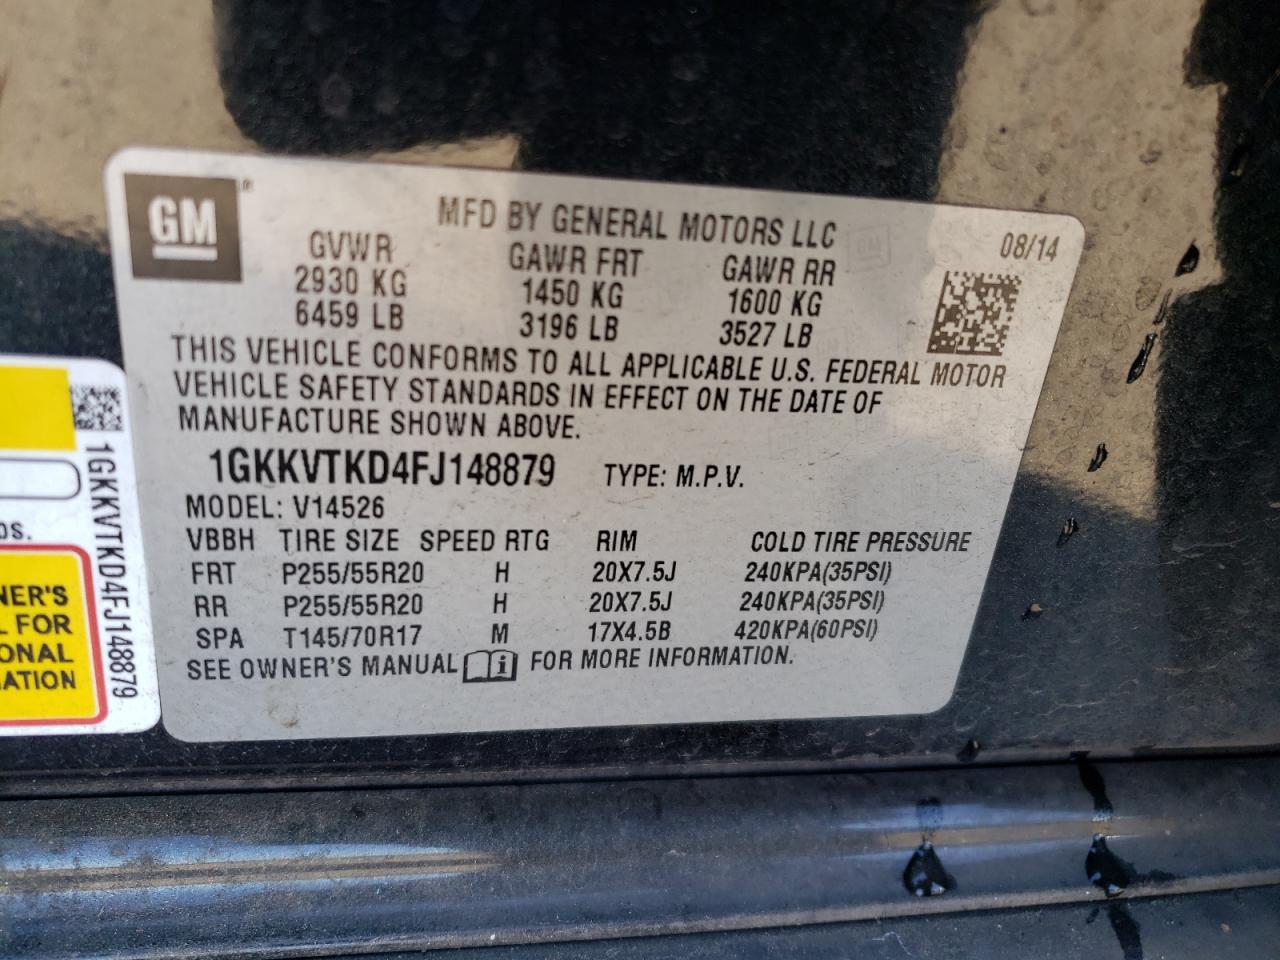 GM
MFD BY GENERAL MOTORS LLC
08/14
GVWR GAWR FRT GAWR RR
2930 KG 1450 KG 1600 KG
6459 LB 3196 LB 3527 LB
THIS VEHICLE CONFORMS TO ALL APPLICABLE U.S. FEDERAL MOTOR
VEHICLE SAFETY STANDARDS IN EFFECT ON THE DATE OF
MANUFACTURE SHOWN ABOVE.
1GKKVTKD4FJ148879 TYPE: M.P.V.
MODEL: V14526
VBBH TIRE SIZE SPEED RTG RIM COLD TIRE PRESSURE
FRT P255/55R20 H 20X7.5J 240KPA(35PSI)
RR P255/55R20 H 20X7.5J 240KPA(35PSI)
SPA T145/70R17 M 17X4.5B 420KPA(60PSI)
SEE OWNER'S MANUAL i FOR MORE INFORMATION.
1GKKVTKD4FJ148879
NER'S
FOR
ONAL
ATION